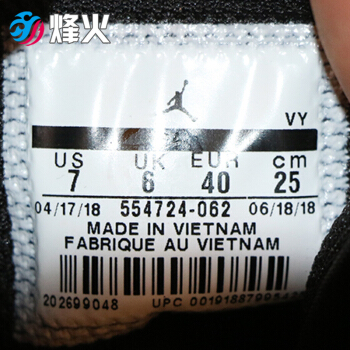 烽火
VY
US UK EUR cm
7 6 40 25
04/17/18 554724-062 06/18/18
MADE IN VIETNAM
FABRIQUE AU VIETNAM
202699048 UPC